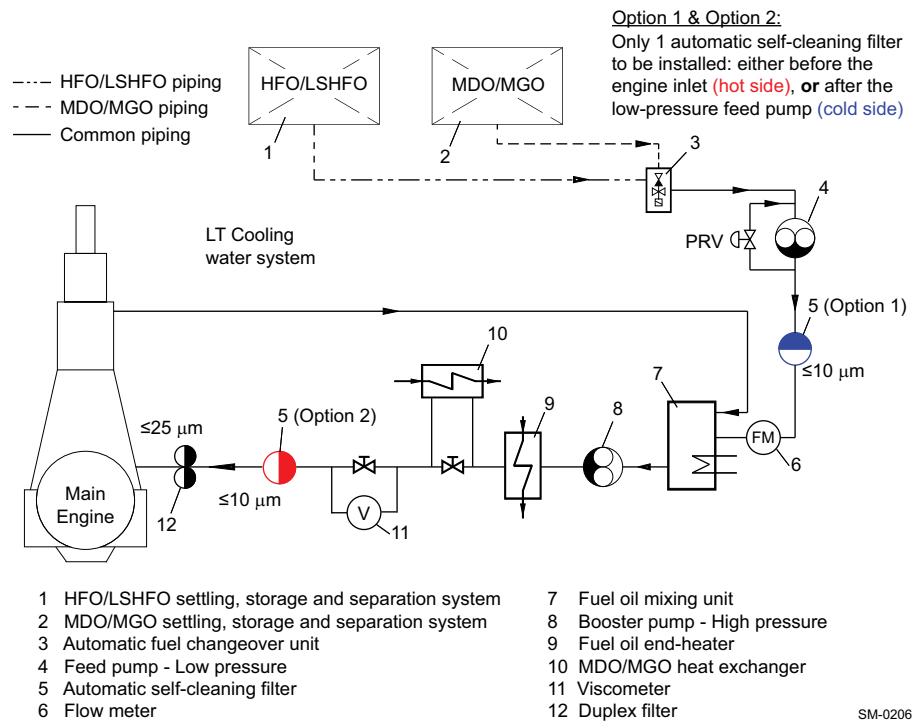 Option 1 & Option 2:
Only 1 automatic self-cleaning filter
to be installed: either before the
engine inlet (hot side), or after the
low-pressure feed pump (cold side)
HFO/LSHFO
MDO/MGO
HFO/LSHFO piping
MDO/MGO piping
Common piping
1
2
3
4
PRV
LT Cooling
water system
5 (Option 1)
≤10 μm
10
7
9
8
FM
6
≤25 μm
5 (Option 2)
≤10 μm
V
11
12
Main
Engine
1 HFO/LSHFO settling, storage and separation system
2 MDO/MGO settling, storage and separation system
3 Automatic fuel changeover unit
4 Feed pump - Low pressure
5 Automatic self-cleaning filter
6 Flow meter
7 Fuel oil mixing unit
8 Booster pump - High pressure
9 Fuel oil end-heater
10 MDO/MGO heat exchanger
11 Viscometer
12 Duplex filter
SM-0206